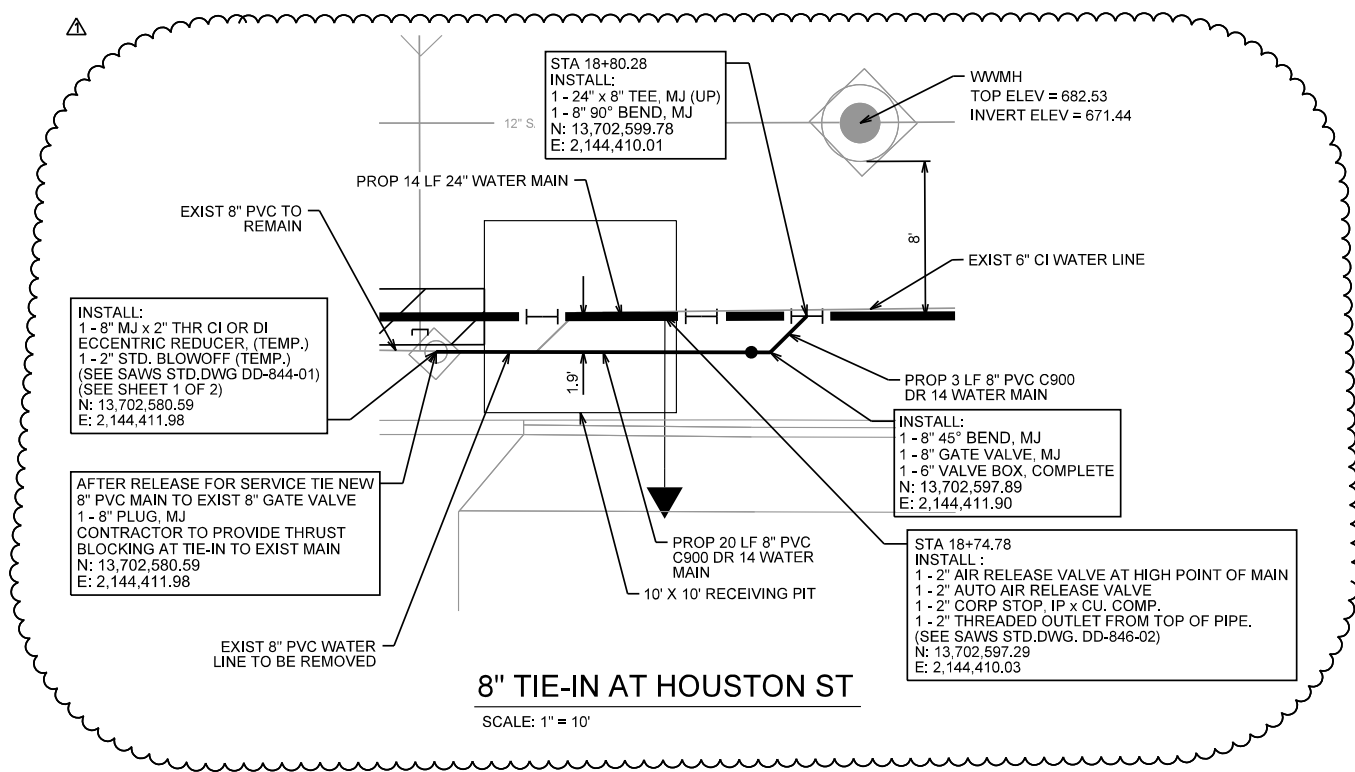 1
STA 18+80.28
INSTALL:
1 - 24" x 8" TEE, MJ (UP)
1 - 8" 90° BEND, MJ
N: 13,702,599.78
E: 2,144,410.01
WWMH
TOP ELEV = 682.53
INVERT ELEV = 671.44
12" S.
PROP 14 LF 24" WATER MAIN
EXIST 8" PVC TO
REMAIN
8'
EXIST 6" CI WATER LINE
INSTALL:
1 - 8" MJ x 2" THR CI OR DI
ECCENTRIC REDUCER, (TEMP.)
1 - 2" STD. BLOWOFF (TEMP.)
(SEE SAWS STD.DWG DD-844-01)
(SEE SHEET 1 OF 2)
N: 13,702,580.59
E: 2,144,411.98
1.9'
PROP 3 LF 8" PVC C900
DR 14 WATER MAIN
INSTALL:
1 - 8" 45° BEND, MJ
1 - 8" GATE VALVE, MJ
1 - 6" VALVE BOX, COMPLETE
N: 13,702,597.89
E: 2,144,411.90
AFTER RELEASE FOR SERVICE TIE NEW
8" PVC MAIN TO EXIST 8" GATE VALVE
1 - 8" PLUG, MJ
CONTRACTOR TO PROVIDE THRUST
BLOCKING AT TIE-IN TO EXIST MAIN
N: 13,702,580.59
E: 2,144,411.98
PROP 20 LF 8" PVC
C900 DR 14 WATER
MAIN
10' X 10' RECEIVING PIT
STA 18+74.78
INSTALL :
1 - 2" AIR RELEASE VALVE AT HIGH POINT OF MAIN
1 - 2" AUTO AIR RELEASE VALVE
1 - 2" CORP STOP, IP x CU. COMP.
1 - 2" THREADED OUTLET FROM TOP OF PIPE.
(SEE SAWS STD.DWG. DD-846-02)
N: 13,702,597.29
E: 2,144,410.03
EXIST 8" PVC WATER
LINE TO BE REMOVED
8" TIE-IN AT HOUSTON ST
SCALE: 1" = 10'